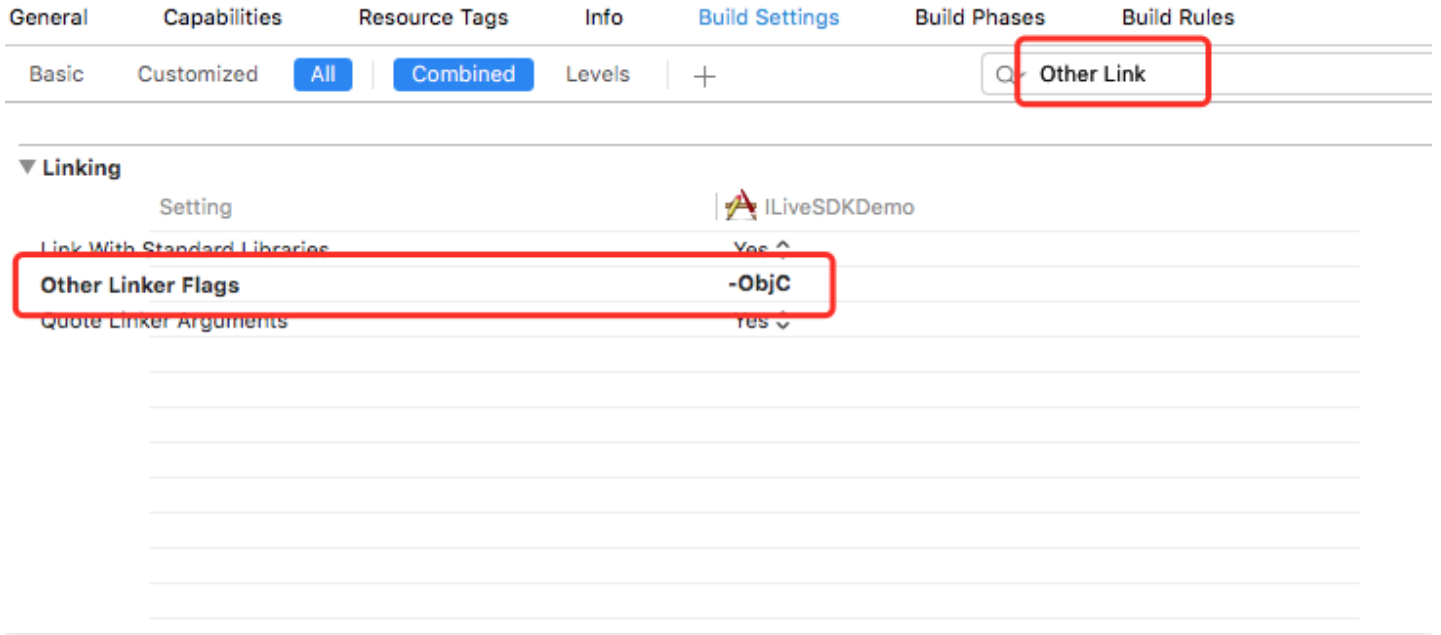 General Capabilities Resource Tags Info Build Settings Build Phases Build Rules
Basic Customized All Combined Levels + Other Link
Linking
Setting ILiveSDKDemo
Link With Standard Libraries Yes
Other Linker Flags -ObjC
Quote Linker Arguments Yes